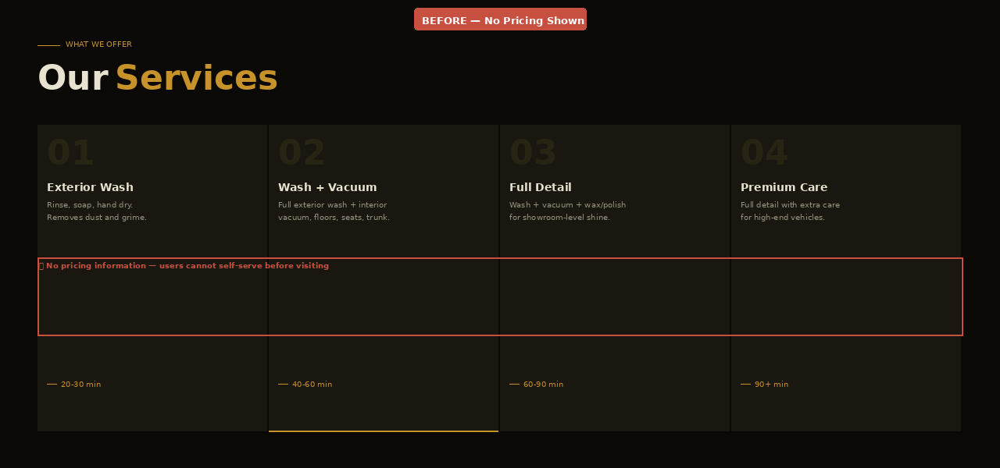 BEFORE — No Pricing Shown
WHAT WE OFFER
Our Services
01
Exterior Wash
Rinse, soap, hand dry.
Removes dust and grime.
02
Wash + Vacuum
Full exterior wash + interior
vacuum, floors, seats, trunk.
03
Full Detail
Wash + vacuum + wax/polish
for showroom-level shine.
04
Premium Care
Full detail with extra care
for high-end vehicles.
No pricing information — users cannot self-serve before visiting
20-30 min
40-60 min
60-90 min
90+ min